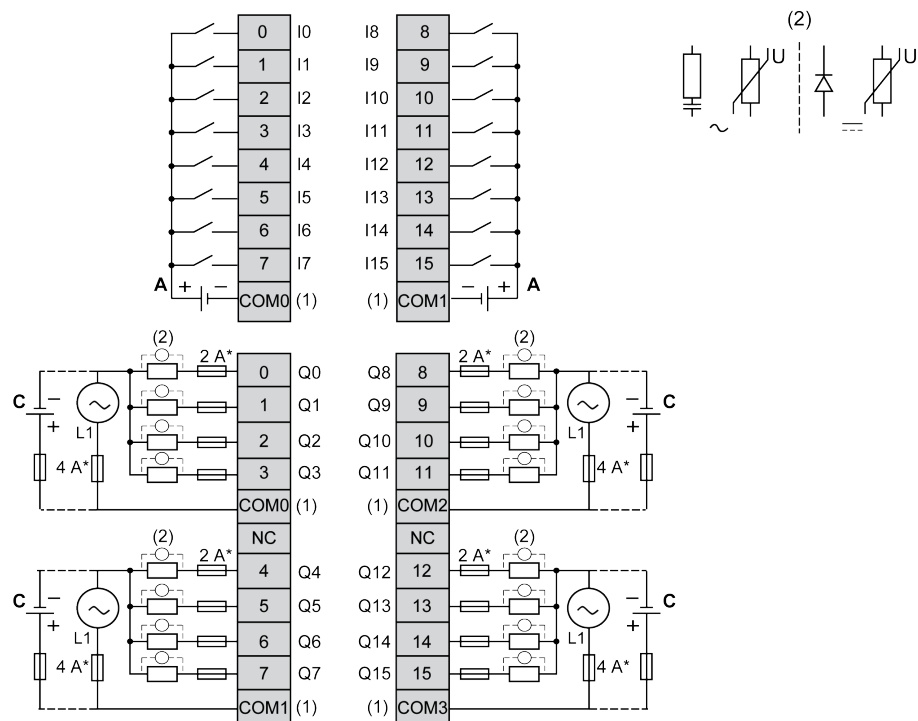 (2)
0 I0 I8 8
U U
1 I1 I9 9
2 I2 I10 10
3 I3 I11 11
4 I4 I12 12
5 I5 I13 13
6 I6 I14 14
7 I7 I15 15
A + − COM0 (1) (1) COM1 − + A
(2) 2 A* 0 Q0 Q8 8 2 A* (2)
C − + L1 1 Q1 Q9 9 L1 − + C
2 Q2 Q10 10
4 A* 3 Q3 Q11 11 4 A*
COM0 (1) (1) COM2
NC NC
(2) 2 A* 4 Q4 Q12 12 2 A* (2)
C − + L1 5 Q5 Q13 13 L1 − + C
6 Q6 Q14 14
4 A* 7 Q7 Q15 15 4 A*
COM1 (1) (1) COM3